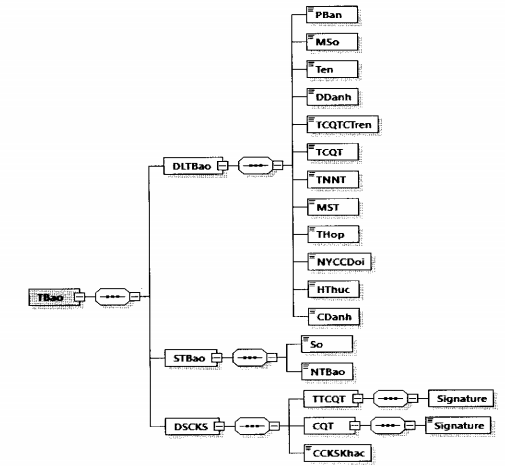 PBan
MSo
Ten
DDanh
TCQTCTren
DLTBao
TCQT
TNNT
MST
THop
NYCCDoi
HThuc
TBao
CDanh
So
STBao
NTBao
TTCQT
Signature
DSCKS
CQT
Signature
CCKSKhac